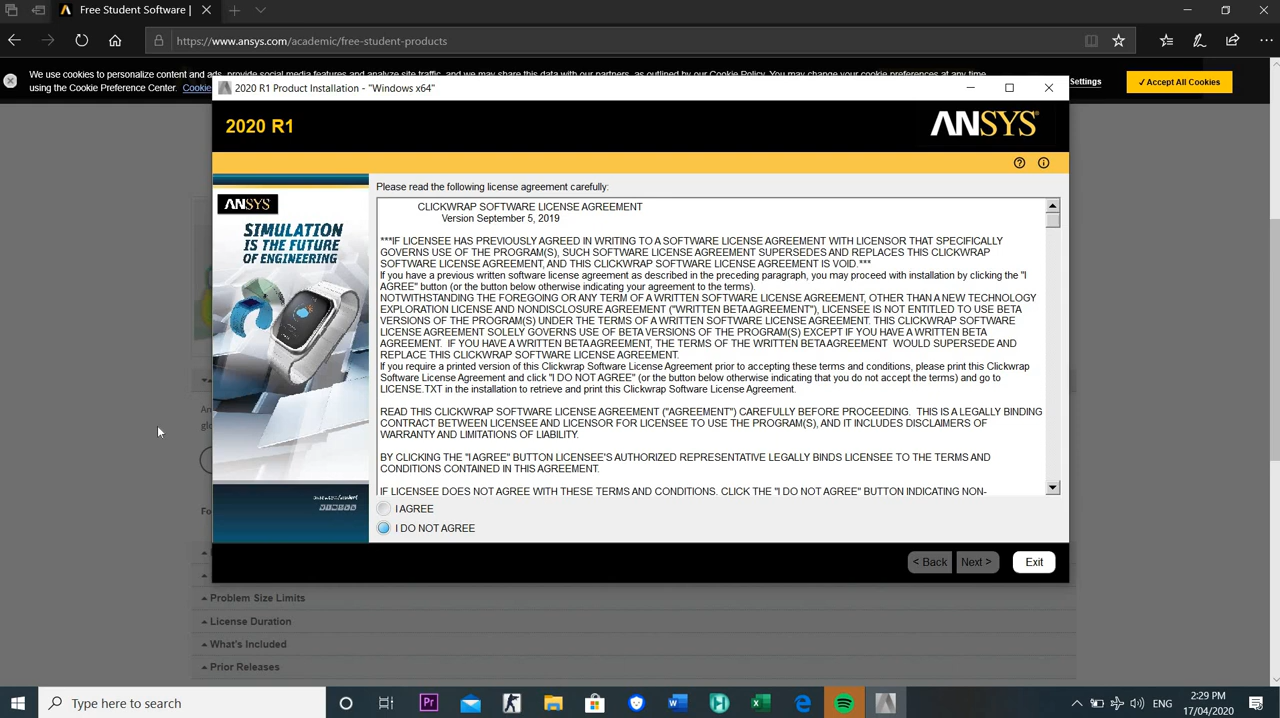 Free Student Software |
https://www.ansys.com/academic/free-student-products
We use cookies to personalize content and ads, provide social media features and analyze site traffic, and we may share this data with our partners, as outlined by our Cookie Policy. You may change your cookie preferences at any time
using the Cookie Preference Center. Cookie
Settings
✓ Accept All Cookies
2020 R1 Product Installation - "Windows x64"
2020 R1
ANSYS
Please read the following license agreement carefully:
ANSYS
SIMULATION
IS THE FUTURE
OF ENGINEERING
CLICKWRAP SOFTWARE LICENSE AGREEMENT
Version September 5, 2019
***IF LICENSEE HAS PREVIOUSLY AGREED IN WRITING TO A SOFTWARE LICENSE AGREEMENT WITH LICENSOR THAT SPECIFICALLY
GOVERNS USE OF THE PROGRAM(S), SUCH SOFTWARE LICENSE AGREEMENT SUPERSEDES AND REPLACES THIS CLICKWRAP
SOFTWARE LICENSE AGREEMENT, AND THIS CLICKWRAP SOFTWARE LICENSE AGREEMENT IS VOID.***
If you have a previous written software license agreement as described in the preceding paragraph, you may proceed with installation by clicking the "I
AGREE" button (or the button below otherwise indicating your agreement to the terms).
NOTWITHSTANDING THE FOREGOING OR ANY TERM OF A WRITTEN SOFTWARE LICENSE AGREEMENT, OTHER THAN A NEW TECHNOLOGY
EXPLORATION LICENSE AND NONDISCLOSURE AGREEMENT ("WRITTEN BETA AGREEMENT"), LICENSEE IS NOT ENTITLED TO USE BETA
VERSIONS OF THE PROGRAM(S) UNDER THE TERMS OF A WRITTEN SOFTWARE LICENSE AGREEMENT. THIS CLICKWRAP SOFTWARE
LICENSE AGREEMENT SOLELY GOVERNS USE OF BETA VERSIONS OF THE PROGRAM(S) EXCEPT IF YOU HAVE A WRITTEN BETA
AGREEMENT. IF YOU HAVE A WRITTEN BETA AGREEMENT, THE TERMS OF THE WRITTEN BETA AGREEMENT WOULD SUPERSEDE AND
REPLACE THIS CLICKWRAP SOFTWARE LICENSE AGREEMENT.
If you require a printed version of this Clickwrap Software License Agreement prior to accepting these terms and conditions, please print this Clickwrap
Software License Agreement and click "I DO NOT AGREE" (or the button below otherwise indicating that you do not accept the terms) and go to
LICENSE.TXT in the installation to retrieve and print this Clickwrap Software License Agreement.
READ THIS CLICKWRAP SOFTWARE LICENSE AGREEMENT ("AGREEMENT") CAREFULLY BEFORE PROCEEDING. THIS IS A LEGALLY BINDING
CONTRACT BETWEEN LICENSEE AND LICENSOR FOR LICENSEE TO USE THE PROGRAM(S), AND IT INCLUDES DISCLAIMERS OF
WARRANTY AND LIMITATIONS OF LIABILITY.
BY CLICKING THE "I AGREE" BUTTON LICENSEE'S AUTHORIZED REPRESENTATIVE LEGALLY BINDS LICENSEE TO THE TERMS AND
CONDITIONS CONTAINED IN THIS AGREEMENT.
IF LICENSEE DOES NOT AGREE WITH THESE TERMS AND CONDITIONS. CLICK THE "I DO NOT AGREE" BUTTON INDICATING NON-
I AGREE
I DO NOT AGREE
< Back
Next >
Exit
An
glo
Fo
Problem Size Limits
License Duration
What's Included
Prior Releases
Type here to search
ENG
2:29 PM
17/04/2020